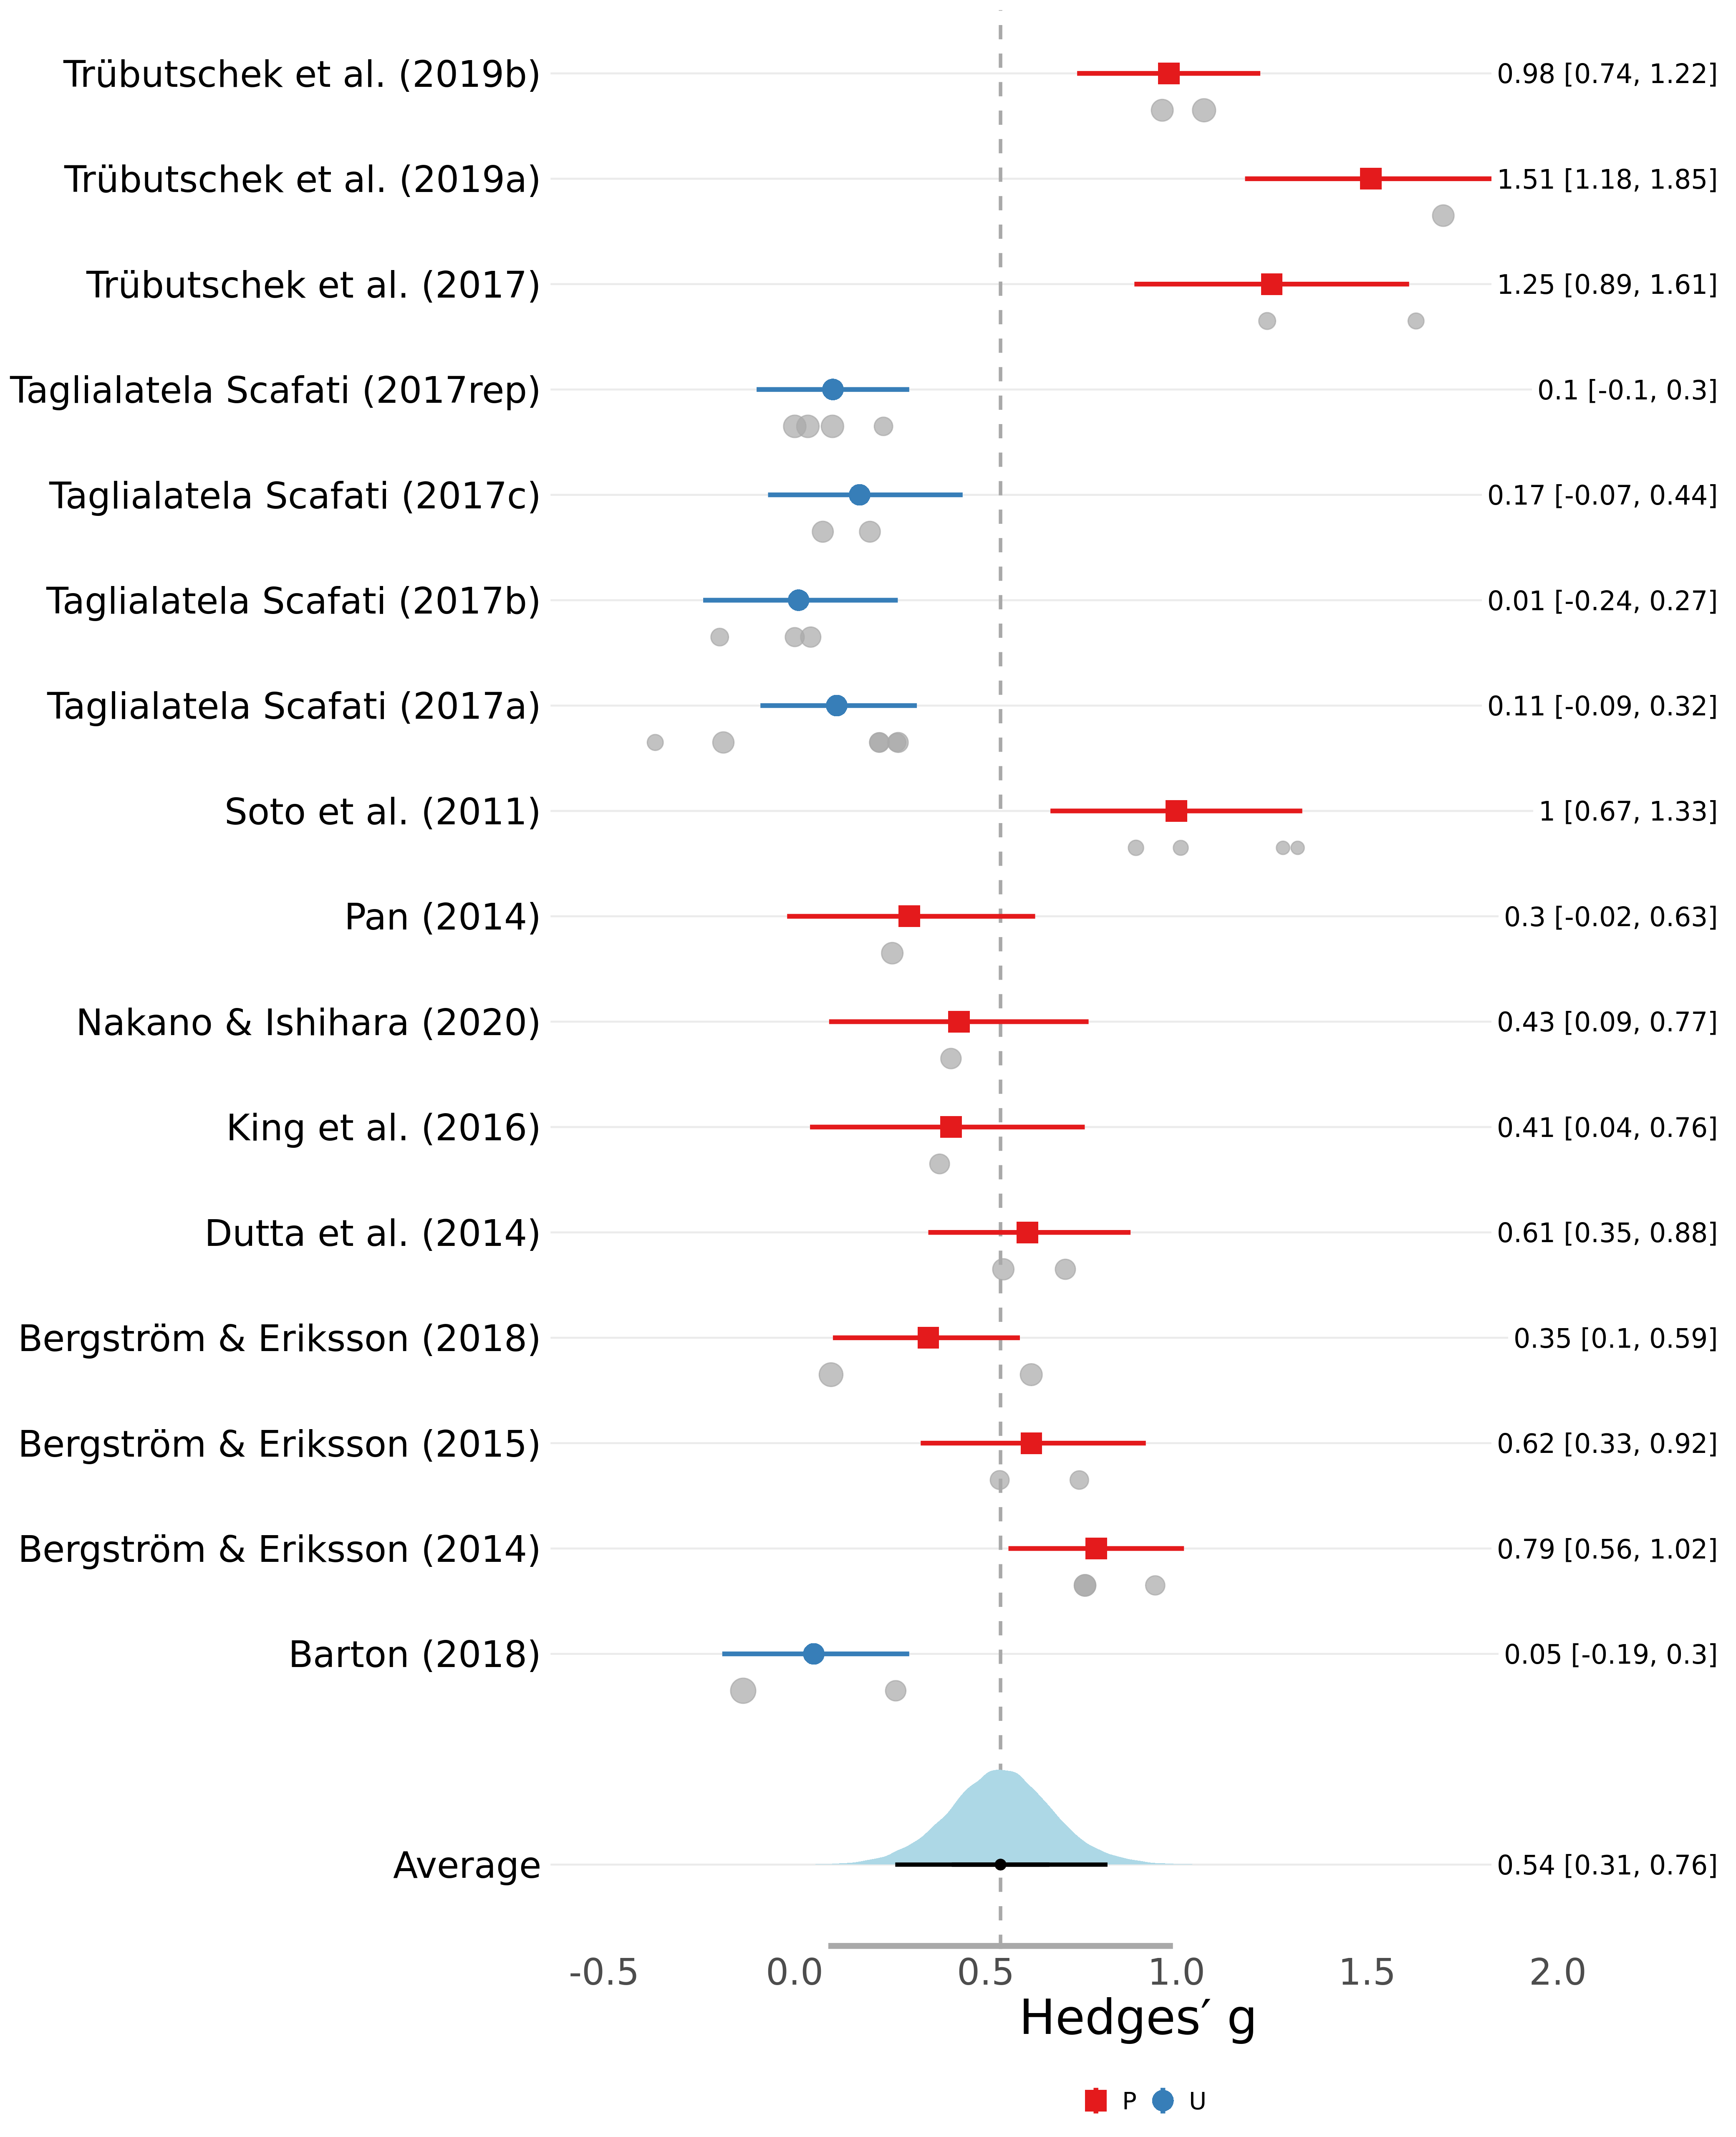 Trübutschek et al. (2019b) 0.98 [0.74, 1.22]
Trübutschek et al. (2019a) 1.51 [1.18, 1.85]
Trübutschek et al. (2017) 1.25 [0.89, 1.61]
Taglialatela Scafati (2017rep) 0.1 [-0.1, 0.3]
Taglialatela Scafati (2017c) 0.17 [-0.07, 0.44]
Taglialatela Scafati (2017b) 0.01 [-0.24, 0.27]
Taglialatela Scafati (2017a) 0.11 [-0.09, 0.32]
Soto et al. (2011) 1 [0.67, 1.33]
Pan (2014) 0.3 [-0.02, 0.63]
Nakano & Ishihara (2020) 0.43 [0.09, 0.77]
King et al. (2016) 0.41 [0.04, 0.76]
Dutta et al. (2014) 0.61 [0.35, 0.88]
Bergström & Eriksson (2018) 0.35 [0.1, 0.59]
Bergström & Eriksson (2015) 0.62 [0.33, 0.92]
Bergström & Eriksson (2014) 0.79 [0.56, 1.02]
Barton (2018) 0.05 [-0.19, 0.3]
Average 0.54 [0.31, 0.76]
-0.5 0.0 0.5 1.0 1.5 2.0
Hedges′ g
P U